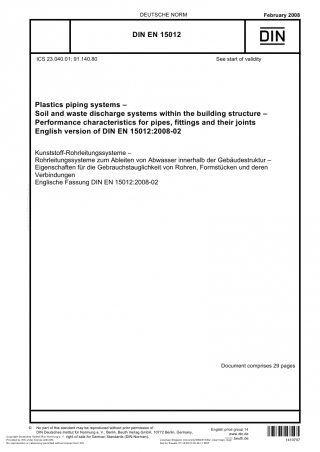 DEUTSCHE NORM
February 2008
DIN EN 15012
DIN
ICS 23.040.01; 91.140.80
See start of validity
Plastics piping systems –
Soil and waste discharge systems within the building structure –
Performance characteristics for pipes, fittings and their joints
English version of DIN EN 15012:2008-02
Kunststoff-Rohrleitungssysteme –
Rohrleitungssysteme zum Ableiten von Abwasser innerhalb der Gebäudestruktur –
Eigenschaften für die Gebrauchstauglichkeit von Rohren, Formstücken und deren
Verbindungen
Englische Fassung DIN EN 15012:2008-02
Document comprises 29 pages
© No part of this standard may be reproduced without prior permission of
DIN Deutsches Institut für Normung e. V., Berlin. Beuth Verlag GmbH, 10772 Berlin, Germany,
right of sale for German Standards (DIN-Normen).
English price group 14
www.din.de
beuth.de